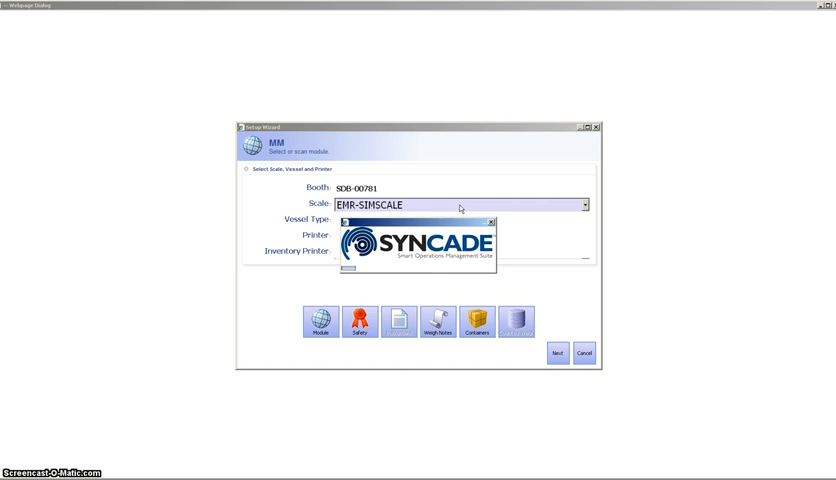 -- Webpage Dialog
Setup Wizard
MM
Select or scan module.
Select Scale, Vessel and Printer
Booth: SDB-00781
Scale: EMR-SIMSCALE
Vessel Type:
Printer:
Inventory Printer:
SYNCADE
Smart Operations Management Suite
Module Safety Weigh Notes Containers
Next Cancel
Screencast-O-Matic.com